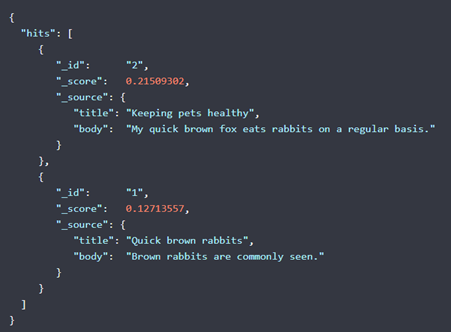 {
  "hits": [
    {
      "_id":      "2",
      "_score":   0.21509302,
      "_source": {
        "title": "Keeping pets healthy",
        "body":  "My quick brown fox eats rabbits on a regular basis."
      }
    },
    {
      "_id":      "1",
      "_score":   0.12713557,
      "_source": {
        "title": "Quick brown rabbits",
        "body":  "Brown rabbits are commonly seen."
      }
    }
  ]
}